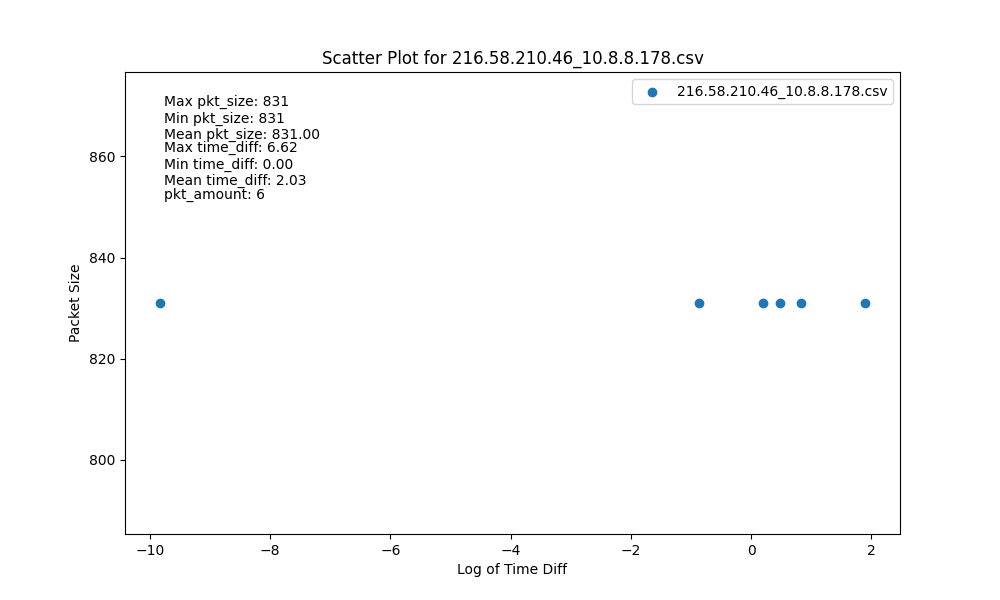 Scatter Plot for 216.58.210.46_10.8.8.178.csv
216.58.210.46_10.8.8.178.csv
Max pkt_size: 831
Min pkt_size: 831
Mean pkt_size: 831.00
Max time_diff: 6.62
Min time_diff: 0.00
Mean time_diff: 2.03
pkt_amount: 6
Packet Size
860
840
820
800
−10 −8 −6 −4 −2 0 2
Log of Time Diff